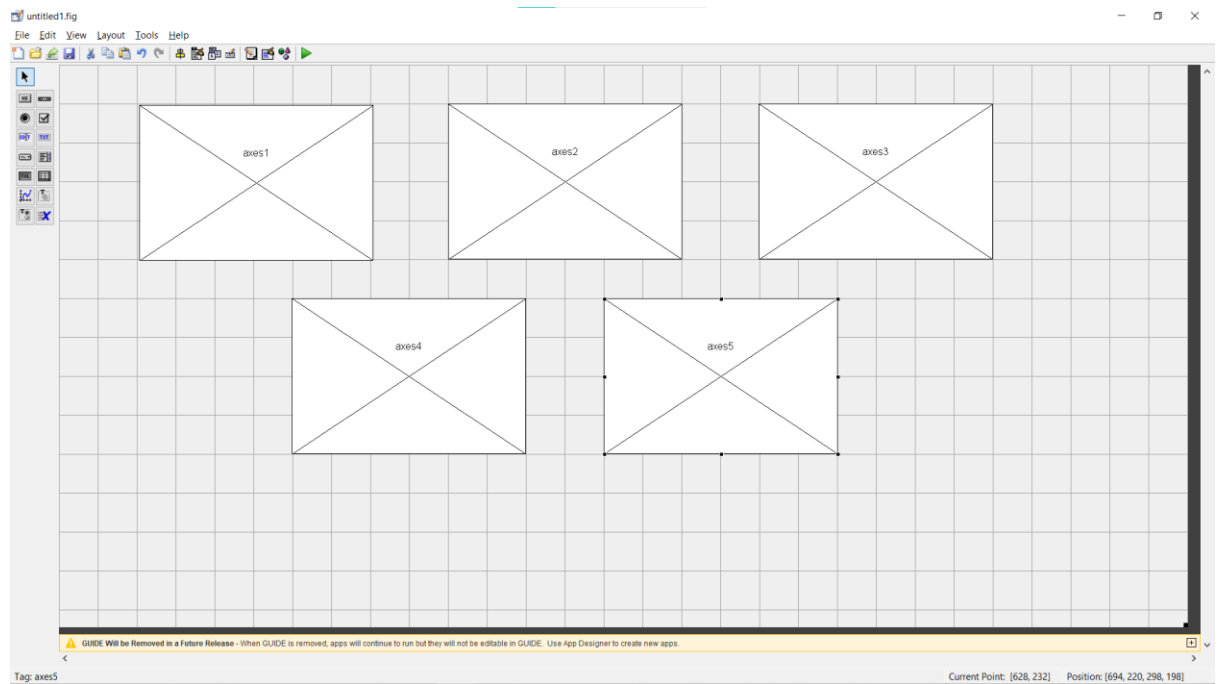 untitled1.fig
File Edit View Layout Tools Help
axes1
axes2
axes3
axes4
axes5
GUIDE Will be Removed in a Future Release - When GUIDE is removed, apps will continue to run but they will not be editable in GUIDE. Use App Designer to create new apps.
Tag: axes5 Current Point: [628, 232] Position: [694, 220, 298, 198]